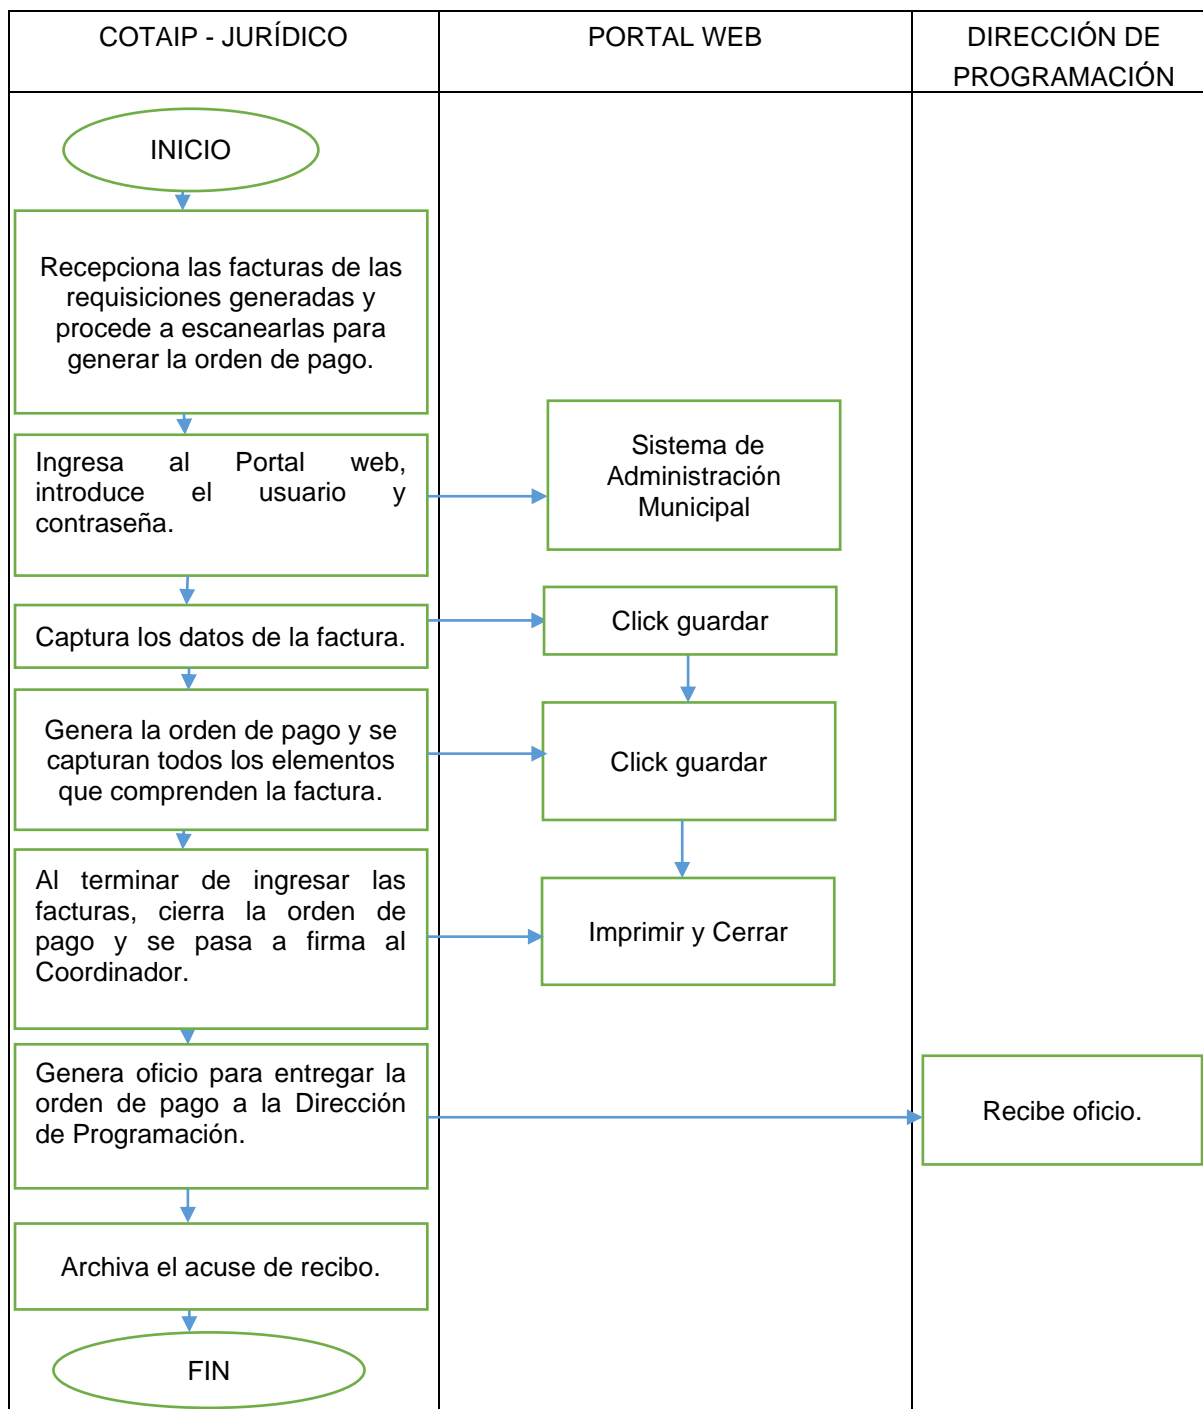 COTAIP - JURÍDICO
PORTAL WEB
DIRECCIÓN DE
PROGRAMACIÓN
INICIO
Recepciona las facturas de las
requisiciones generadas y
procede a escanearlas para
generar la orden de pago.
Ingresa al Portal web,
introduce el usuario y
contraseña.
Sistema de
Administración
Municipal
Captura los datos de la factura.
Click guardar
Genera la orden de pago y se
capturan todos los elementos
que comprenden la factura.
Click guardar
Al terminar de ingresar las
facturas, cierra la orden de
pago y se pasa a firma al
Coordinador.
Imprimir y Cerrar
Genera oficio para entregar la
orden de pago a la Dirección
de Programación.
Recibe oficio.
Archiva el acuse de recibo.
FIN